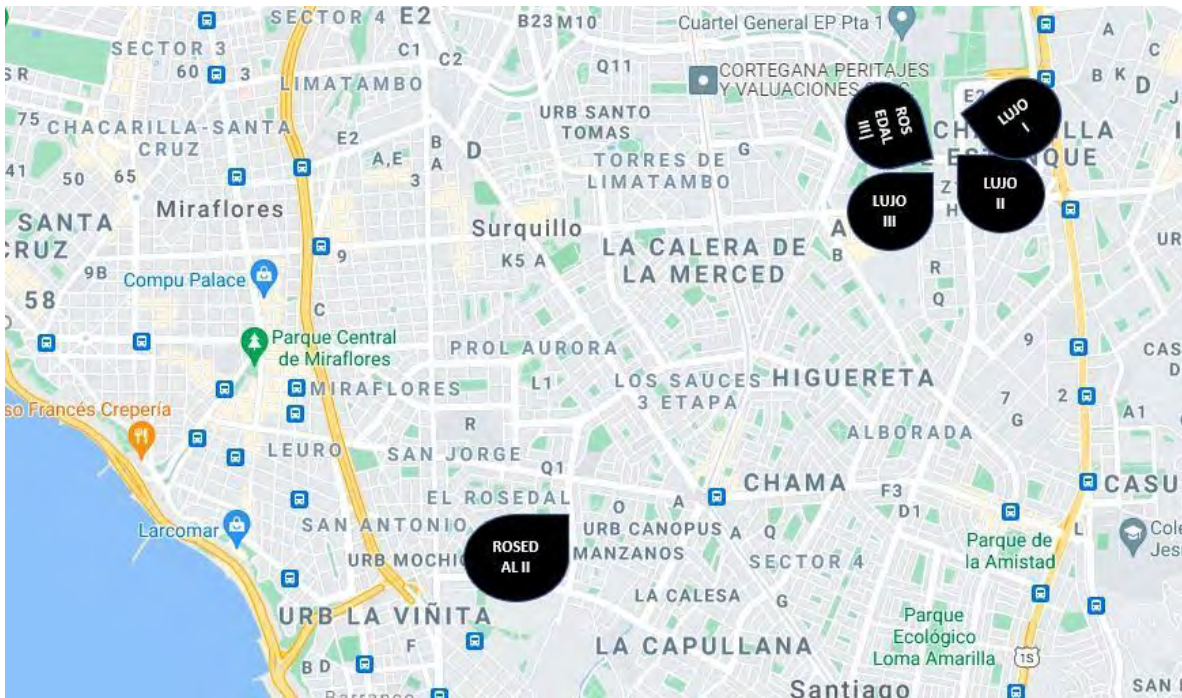 SECTOR 4
E2
B23
M10
Cuartel General EP Pta 1
A
SECTOR 3
C1
C2
C
60
3
Q11
CORTEGANA PERITAJES
Y VALUACIONES
B
K
D
SR
LIMATAMBO
E2
ROS
EDAL
III|
LUJO
I
75
CHACARILLA-SANTA
CRUZ
E2
URB SANTO
TOMAS
B
A
D
A,E
3
G
TORRES DE
LIMATAMBO
41
50
65
LUJO
III
LUJO
II
Z
H
Miraflores
SANTA
CRUZ
9
Surquillo
K5
A
LA CALERA DE
LA MERCED
A
B
UR
9B
Compu Palace
58
C
R
Q
Parque Central
de Miraflores
PROL AURORA
9
CAS
D
MIRAFLORES
L1
LOS SAUCES
3 ETAPA
HIGUERETA
7
G
2
A1
so Francés Crepería
R
ALBORADA
LEURO
SAN JORGE
Q1
CHAMA
F3
D1
CASU
EL ROSEDAL
O
A
Larcomar
SAN ANTONIO
URB CANOPUS
A
Q
L
Cole
Jes
ROSED
AL II
URB MOCHI
MANZANOS
SECTOR 4
Parque de
la Amistad
LA CALESA
G
URB LA VIÑITA
F
LA CAPULLANA
Parque
Ecológico
Loma Amarilla
1S
B
D
Barranco
Santiago
SAN